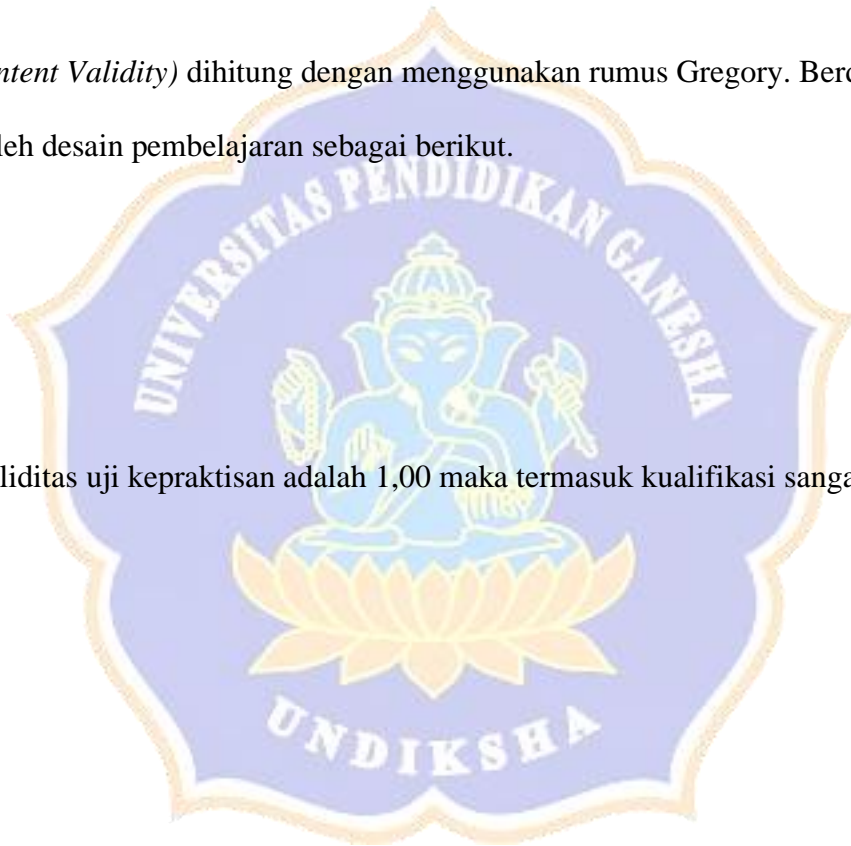 ntent Validity) dihitung dengan menggunakan rumus Gregory. Berd
leh desain pembelajaran sebagai berikut.
UNIVERSITAS PENDIDIKAN GANESHA
liditas uji kepraktisan adalah 1,00 maka termasuk kualifikasi sanga
UNDIKSHA